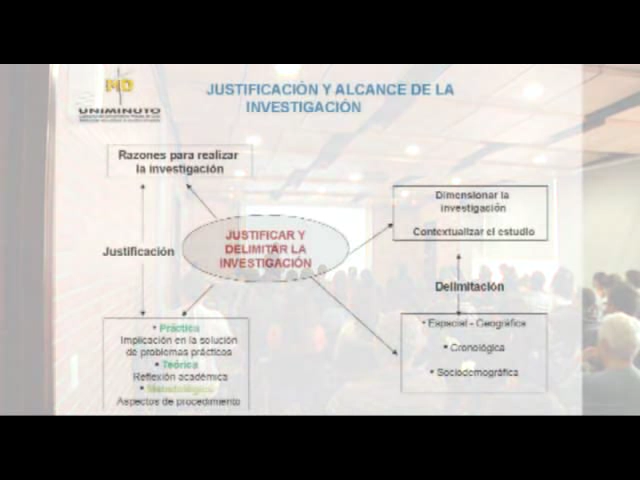 MD
UNIMINUTO
JUSTIFICACIÓN Y ALCANCE DE LA
INVESTIGACIÓN
Razones para realizar
la investigación
Dimensionar la
investigación
Contextualizar el estudio
JUSTIFICAR Y
DELIMITAR LA
INVESTIGACIÓN
Justificación
Delimitación
• Práctica
Implicación en la solución
de problemas prácticos
• Teórica
Reflexión académica
• Metodológica
Aspectos de procedimiento
• Espacial - Geográfica
• Cronológica
• Sociodemográfica